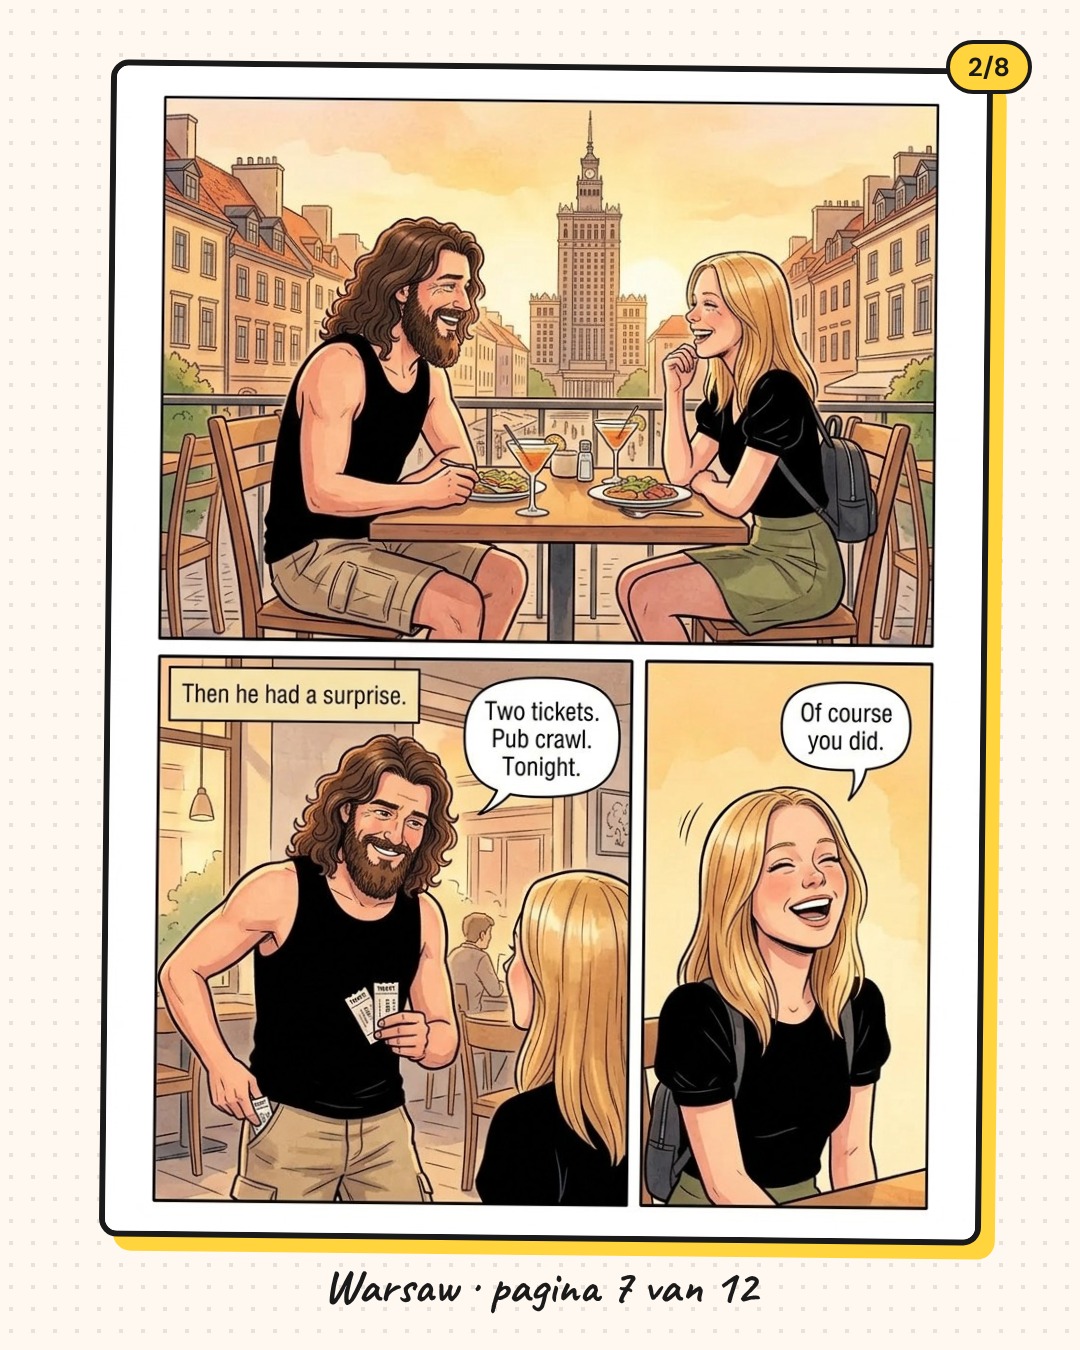 2/8
Then he had a surprise.
Two tickets.
Pub crawl.
Tonight.
Of course
you did.
TICKET
Warsaw · pagina 7 van 12